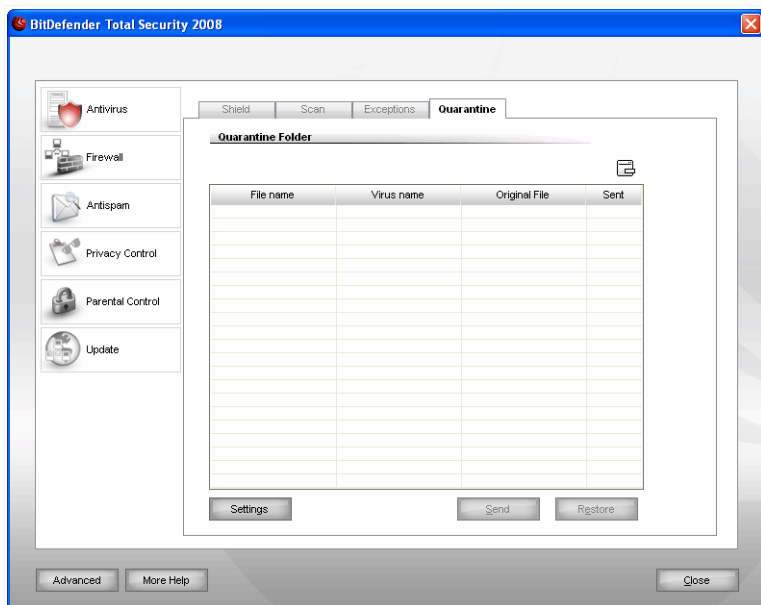 BitDefender Total Security 2008
Antivirus
Firewall
Antispam
Privacy Control
Parental Control
Update
Shield Scan Exceptions Quarantine
Quarantine Folder
File name Virus name Original File Sent
Settings Send Restore
Advanced More Help Close